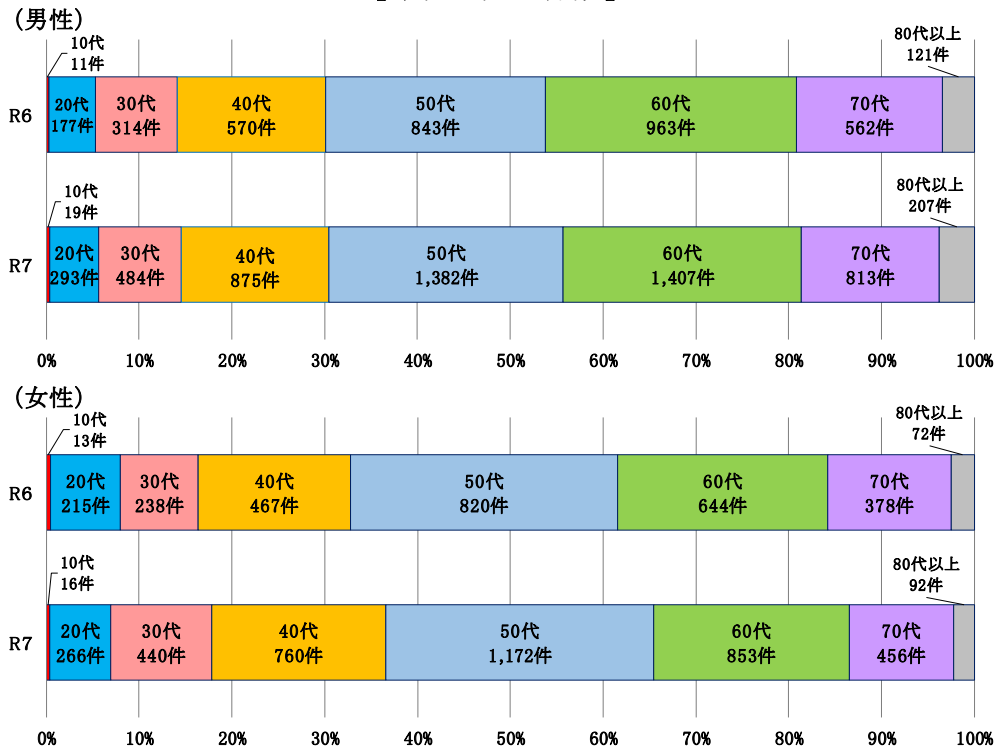 (男性)
10代
11件
80代以上
121件
R6
20代
177件
30代
314件
40代
570件
50代
843件
60代
963件
70代
562件
10代
19件
80代以上
207件
R7
20代
293件
30代
484件
40代
875件
50代
1,382件
60代
1,407件
70代
813件
0% 10% 20% 30% 40% 50% 60% 70% 80% 90% 100%
(女性)
10代
13件
80代以上
72件
R6
20代
215件
30代
238件
40代
467件
50代
820件
60代
644件
70代
378件
10代
16件
80代以上
92件
R7
20代
266件
30代
440件
40代
760件
50代
1,172件
60代
853件
70代
456件
0% 10% 20% 30% 40% 50% 60% 70% 80% 90% 100%